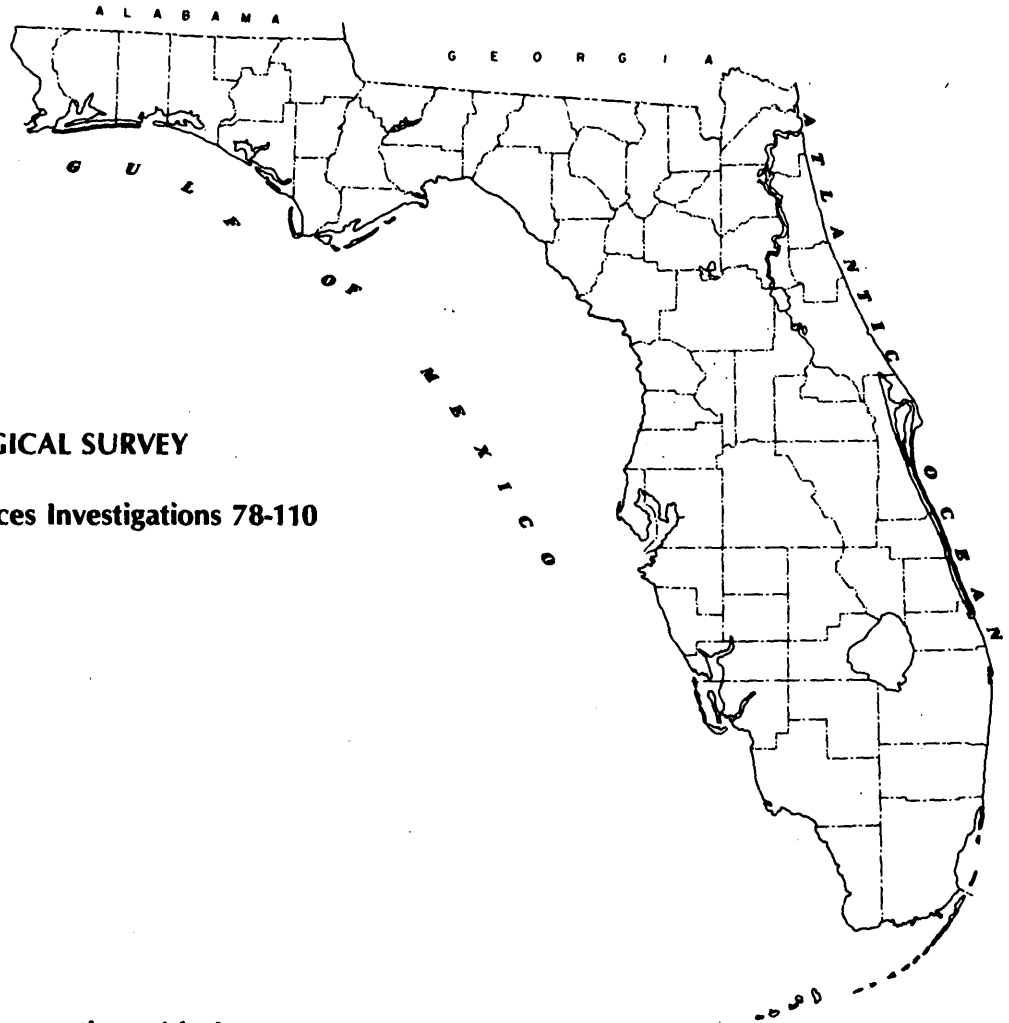 ALABAMA
GEORGIA
ATLANTIC OCEAN
GULF OF MEXICO
GICAL SURVEY
ces Investigations 78-110